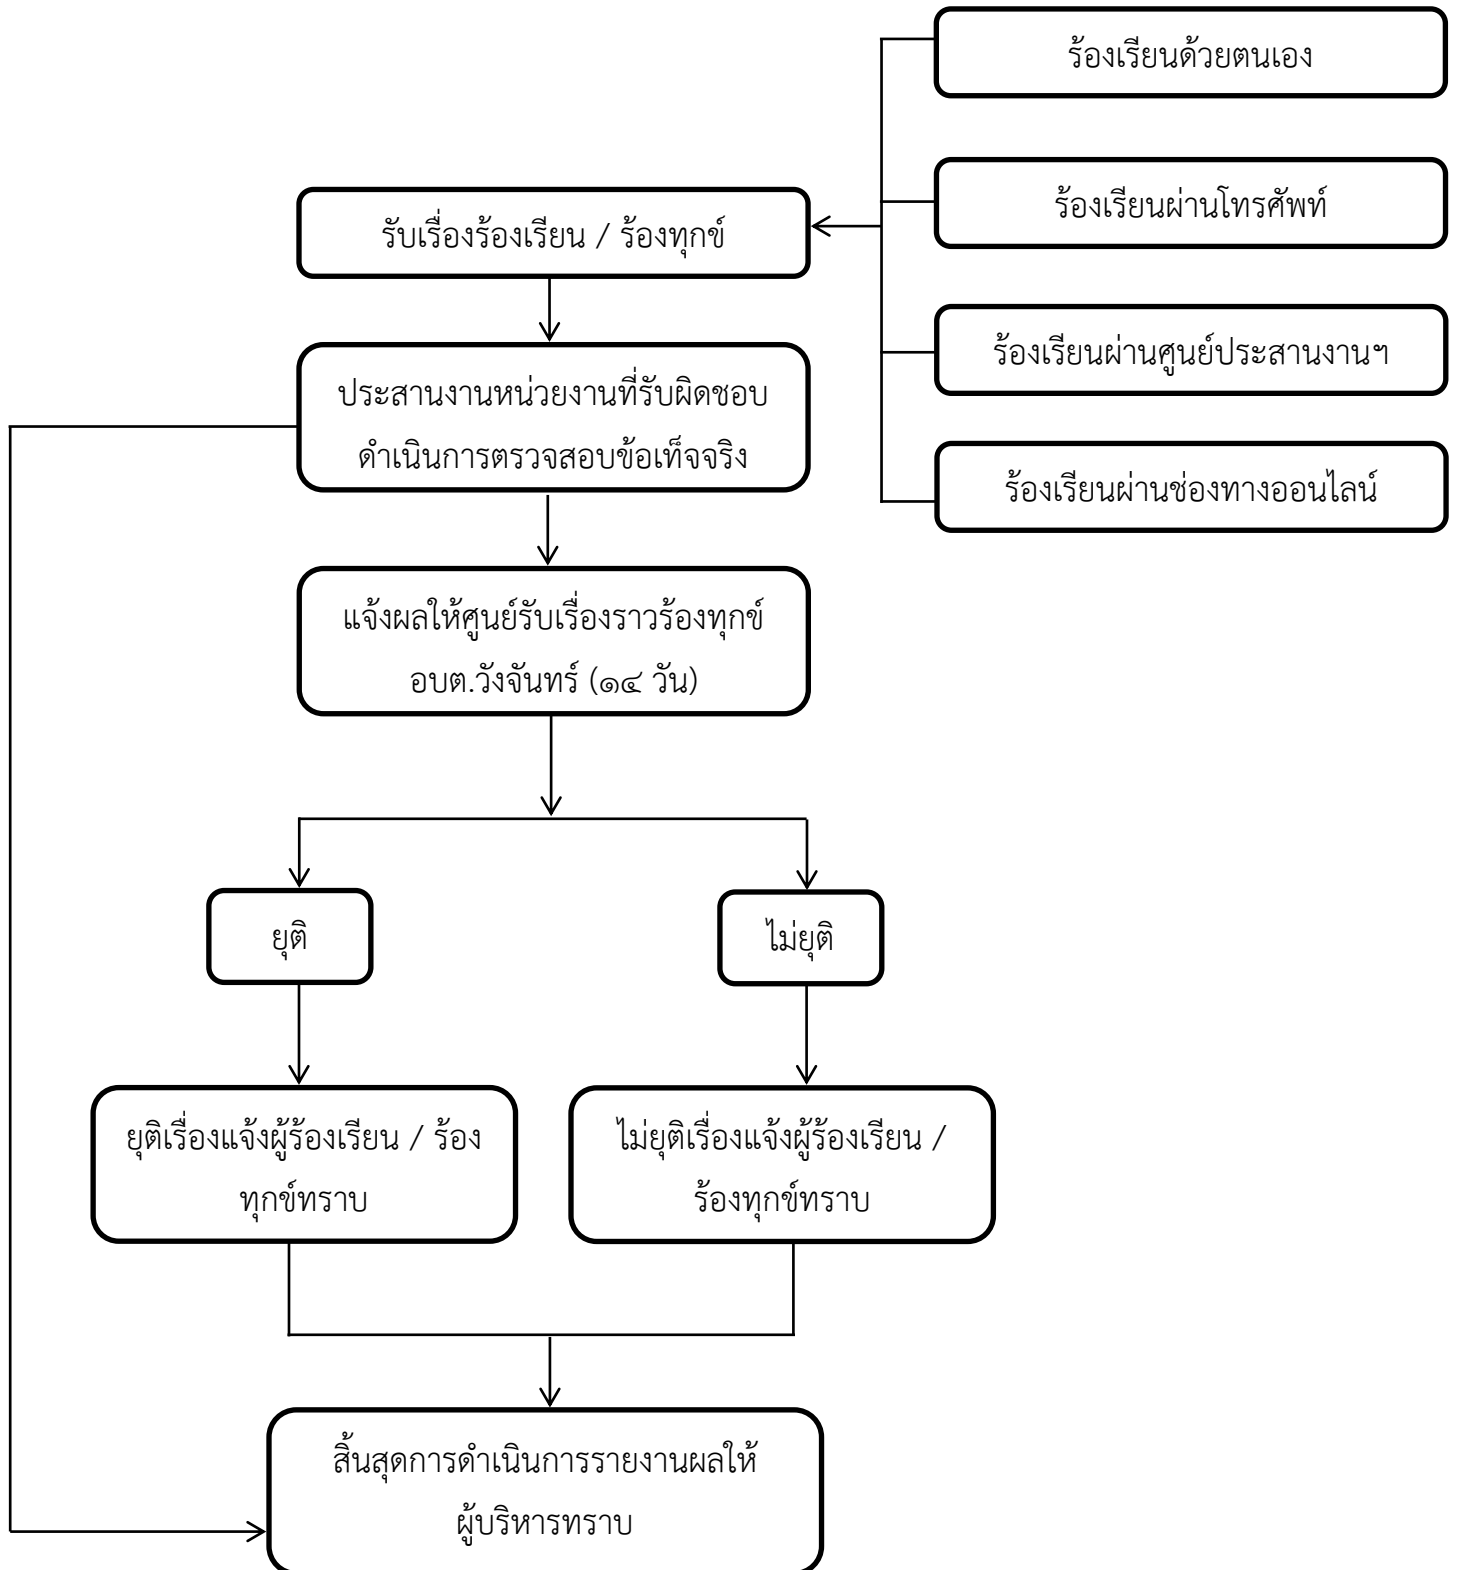 ร้องเรียนด้วยตนเอง
ร้องเรียนผ่านโทรศัพท์
รับเรื่องร้องเรียน / ร้องทุกข์
ร้องเรียนผ่านศูนย์ประสานงานฯ
ประสานงานหน่วยงานที่รับผิดชอบ
ดำเนินการตรวจสอบข้อเท็จจริง
ร้องเรียนผ่านช่องทางออนไลน์
แจ้งผลให้ศูนย์รับเรื่องราวร้องทุกข์
อบต.วังจันทร์ (๑๔ วัน)
ยุติ
ไม่ยุติ
ยุติเรื่องแจ้งผู้ร้องเรียน / ร้อง
ทุกข์ทราบ
ไม่ยุติเรื่องแจ้งผู้ร้องเรียน /
ร้องทุกข์ทราบ
สิ้นสุดการดำเนินการรายงานผลให้
ผู้บริหารทราบ